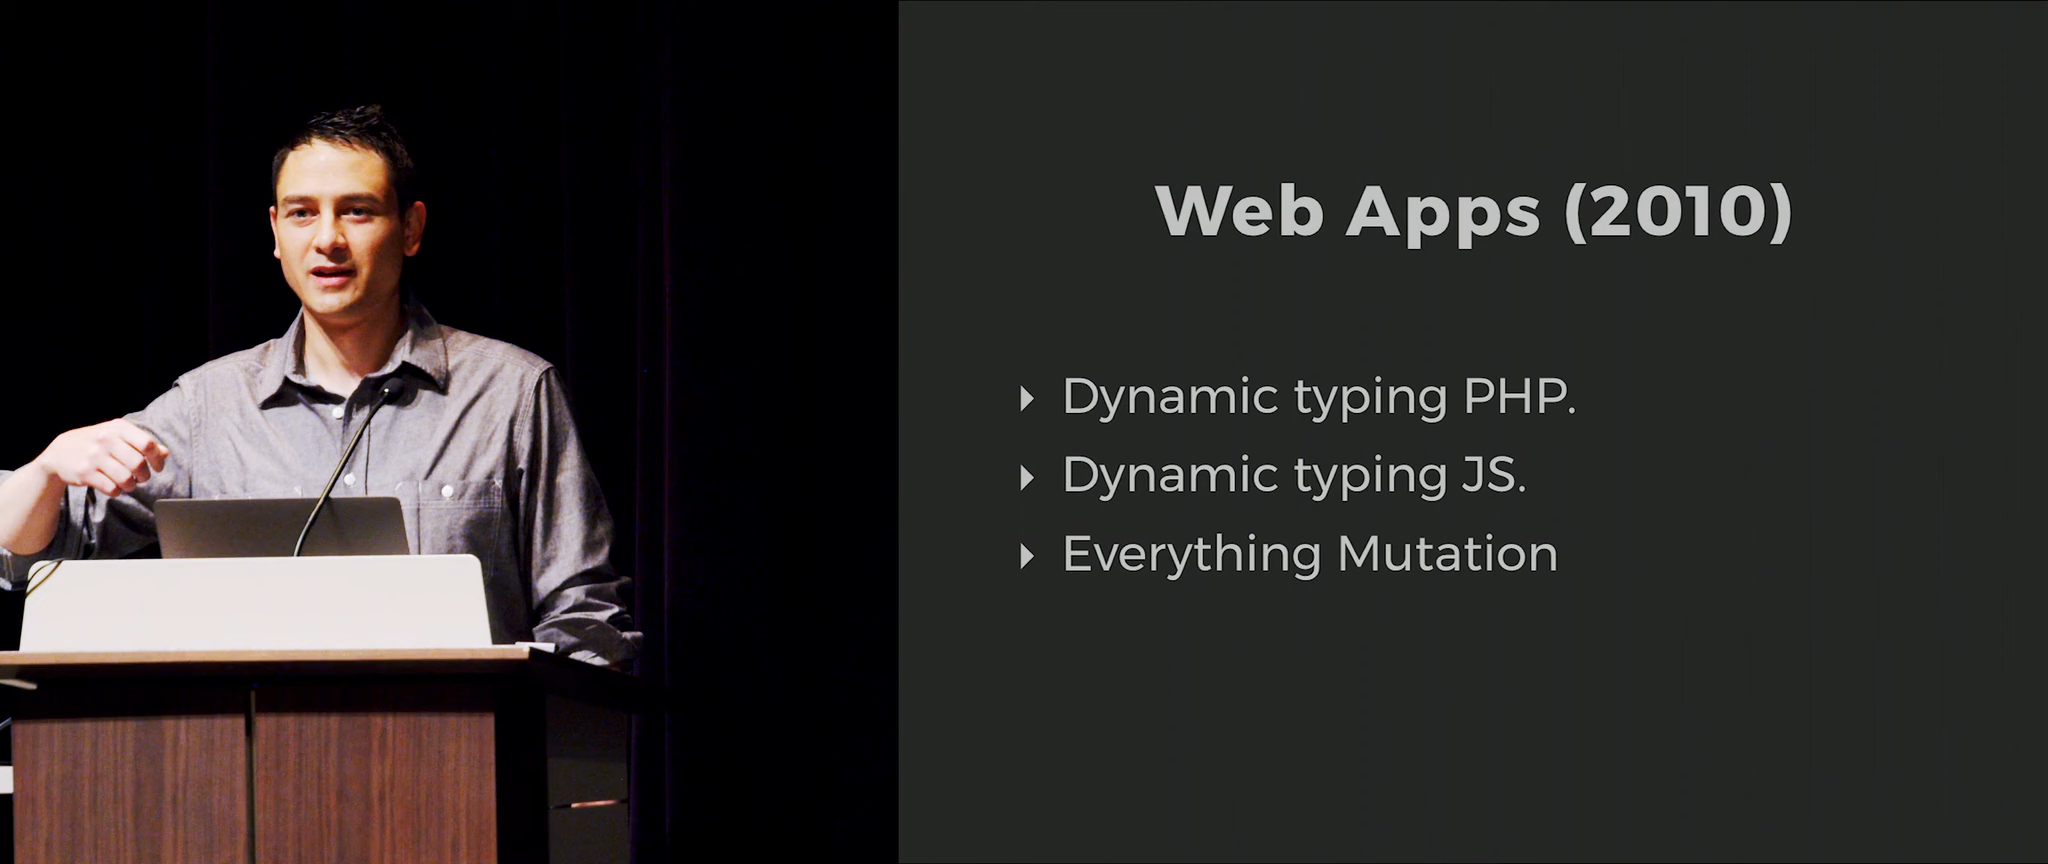 Web Apps (2010)
Dynamic typing PHP.
Dynamic typing JS.
Everything Mutation